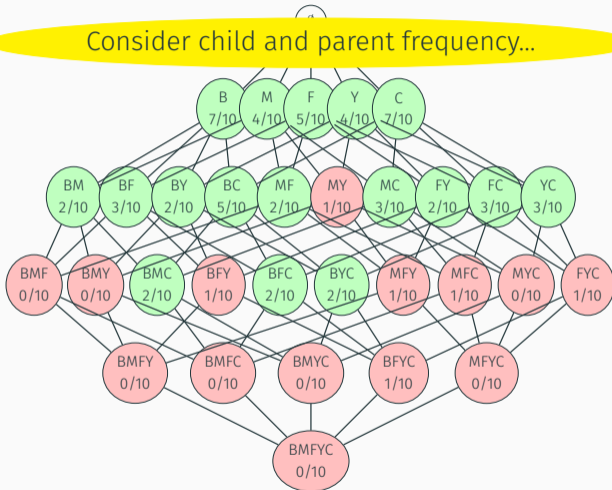 Consider child and parent frequency...
B M F Y C
7/10 4/10 5/10 4/10 7/10
BM BF BY BC MF MY MC FY FC YC
2/10 3/10 2/10 5/10 2/10 1/10 3/10 2/10 3/10 3/10
BMF BMY BMC BFY BFC BYC MFY MFC MYC FYC
0/10 0/10 2/10 1/10 2/10 2/10 1/10 1/10 0/10 1/10
BMFY BMFC BMYC BFYC MFYC
0/10 0/10 0/10 1/10 0/10
BMFYC
0/10